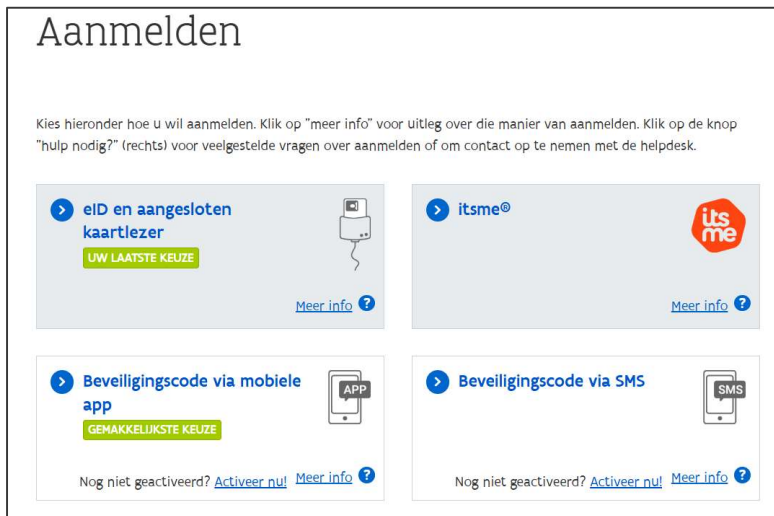 Aanmelden
Kies hieronder hoe u wil aanmelden. Klik op "meer info" voor uitleg over die manier van aanmelden. Klik op de knop
"hulp nodig?" (rechts) voor veelgestelde vragen over aanmelden of om contact op te nemen met de helpdesk.
eID en aangesloten
kaartlezer
UW LAATSTE KEUZE
Meer info ?
itsme®
its
me
Meer info ?
Beveiligingscode via mobiele
app
APP
GEMAKKELIJKSTE KEUZE
Nog niet geactiveerd? Activeer nu! Meer info ?
Beveiligingscode via SMS
SMS
Nog niet geactiveerd? Activeer nu! Meer info ?